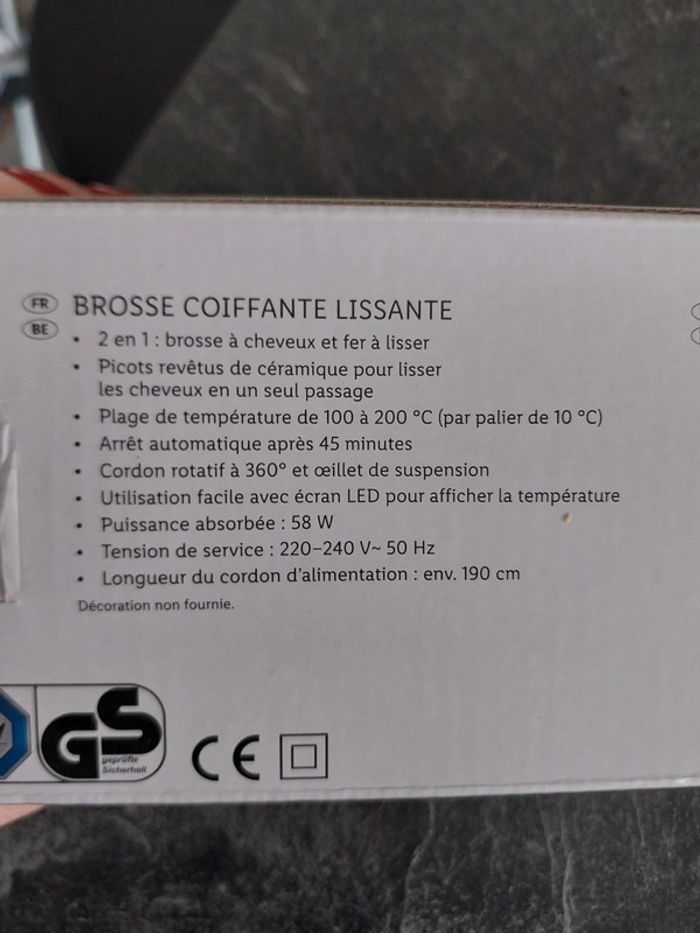 FR BROSSE COIFFANTE LISSANTE
BE
• 2 en 1 : brosse à cheveux et fer à lisser
• Picots revêtus de céramique pour lisser
les cheveux en un seul passage
• Plage de température de 100 à 200 °C (par palier de 10 °C)
• Arrêt automatique après 45 minutes
• Cordon rotatif à 360° et œillet de suspension
• Utilisation facile avec écran LED pour afficher la température
• Puissance absorbée : 58 W
• Tension de service : 220–240 V~ 50 Hz
• Longueur du cordon d'alimentation : env. 190 cm
Décoration non fournie.
GS
geprüfte
Sicherheit
CE